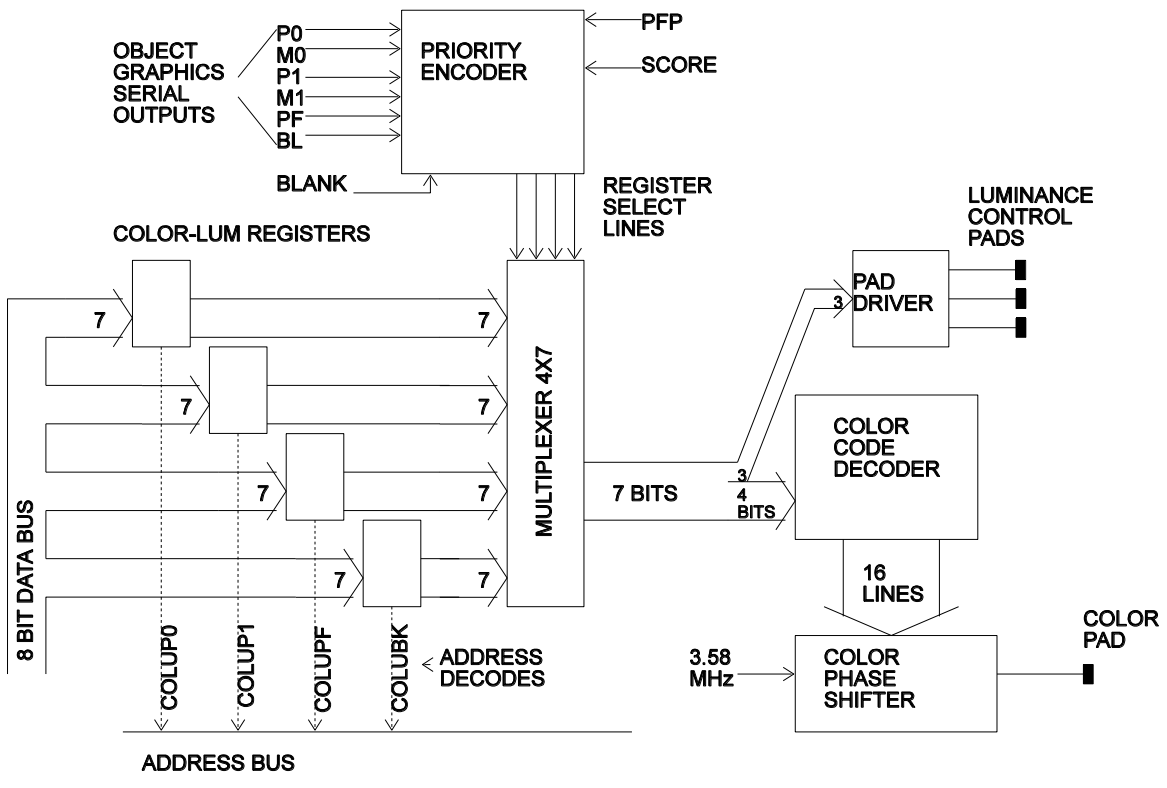 OBJECT
GRAPHICS
SERIAL
OUTPUTS
P0
M0
P1
M1
PF
BL
BLANK
PRIORITY
ENCODER
PFP
SCORE
REGISTER
SELECT
LINES
COLOR-LUM REGISTERS
7
7
7
7
7
7
7
7
MULTIPLEXER 4X7
8 BIT DATA BUS
COLUP0
COLUP1
COLUPF
COLUBK
ADDRESS
DECODES
ADDRESS BUS
7 BITS
3
4
BITS
3
PAD
DRIVER
LUMINANCE
CONTROL
PADS
COLOR
CODE
DECODER
16
LINES
3.58
MHz
COLOR
PHASE
SHIFTER
COLOR
PAD